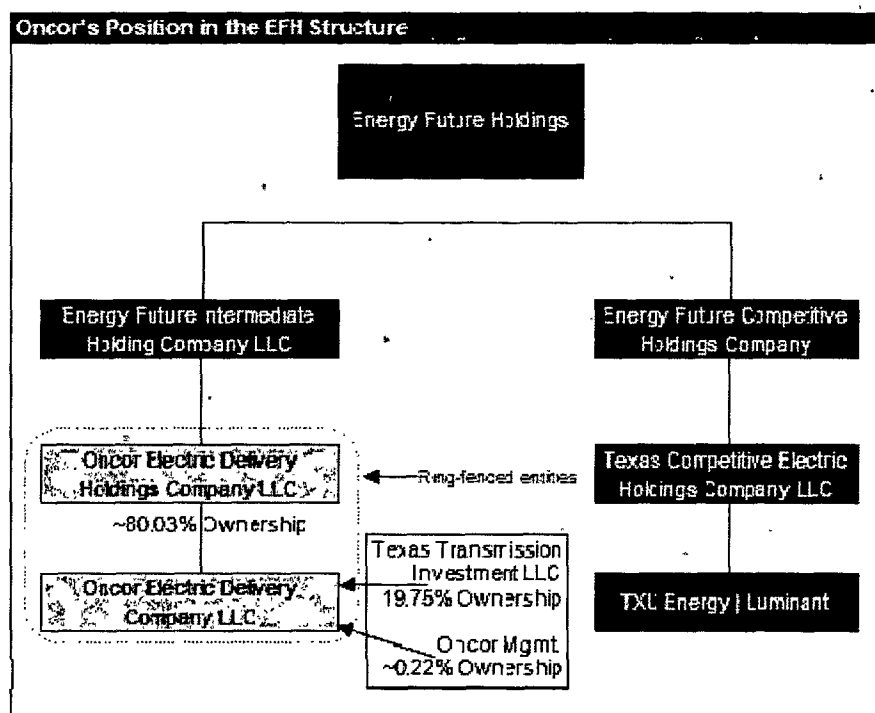 Oncor's Position in the EFH Structure
Energy Future Holdings
Energy Future Intermediate
Holding Company LLC
Energy Future Competitive
Holdings Company
Oncor Electric Delivery
Holdings Company LLC
Ring-fenced entities
Texas Competitive Electric
Holdings Company LLC
~80.03% Ownership
Texas Transmission
Investment LLC
19.75% Ownership
Oncor Electric Delivery
Company LLC
TXU Energy | Luminant
Oncor Mgmt.
~0.22% Ownership